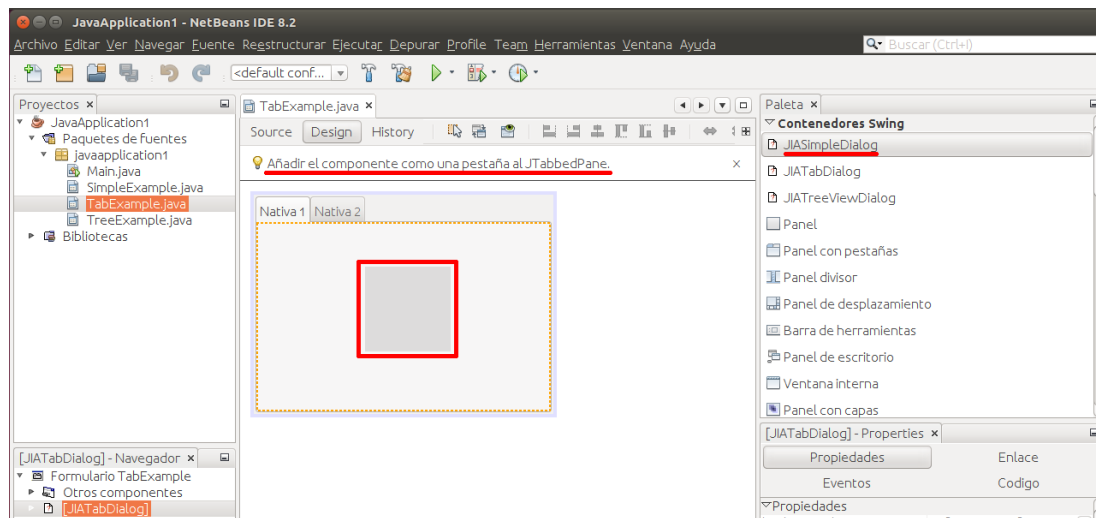 JavaApplication1 - NetBeans IDE 8.2
Archivo Editar Ver Navegar Fuente Reestructurar Ejecutar Depurar Profile Team Herramientas Ventana Ayuda
Buscar (Ctrl+I)
<default conf...
Proyectos
JavaApplication1
Paquetes de fuentes
javaapplication1
Main.java
SimpleExample.java
TabExample.java
TreeExample.java
Bibliotecas
[JIATabDialog] - Navegador
Formulario TabExample
Otros componentes
[JIATabDialog]
TabExample.java
Source Design History
Añadir el componente como una pestaña al JTabbedPane.
Nativa 1 Nativa 2
Paleta
Contenedores Swing
JIASimpleDialog
JIATabDialog
JIATreeViewDialog
Panel
Panel con pestañas
Panel divisor
Panel de desplazamiento
Barra de herramientas
Panel de escritorio
Ventana interna
Panel con capas
[JIATabDialog] - Properties
Propiedades Enlace
Eventos Codigo
Propiedades